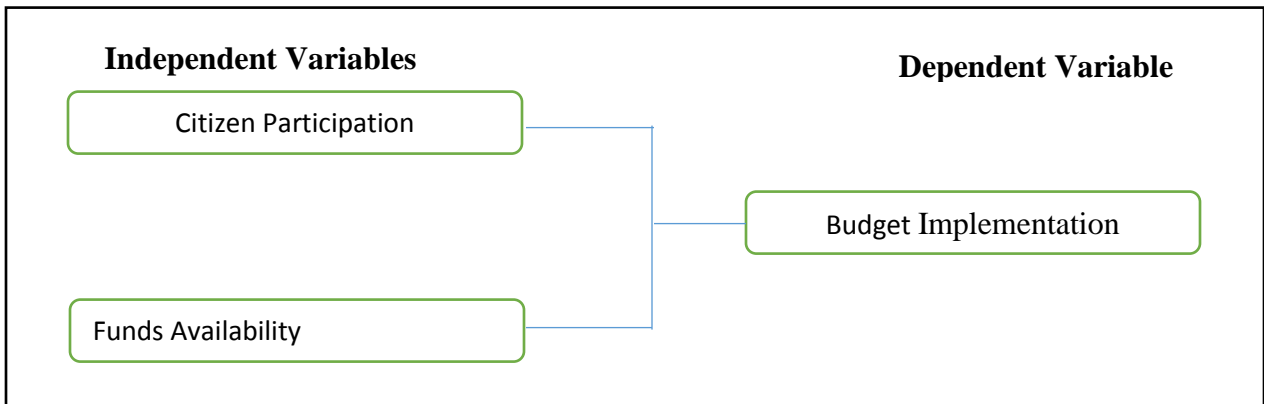 Independent Variables
Dependent Variable
Citizen Participation
Budget Implementation
Funds Availability